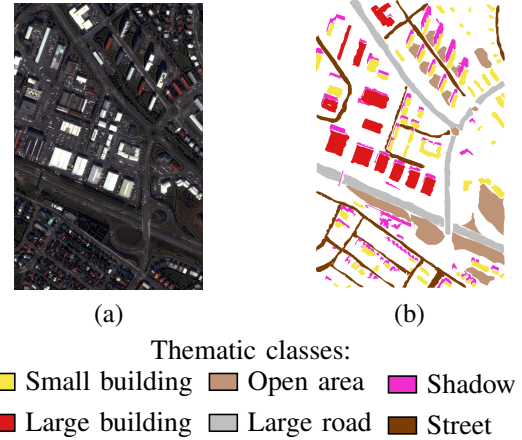 (a) (b)
Thematic classes:
Small building Open area Shadow
Large building Large road Street